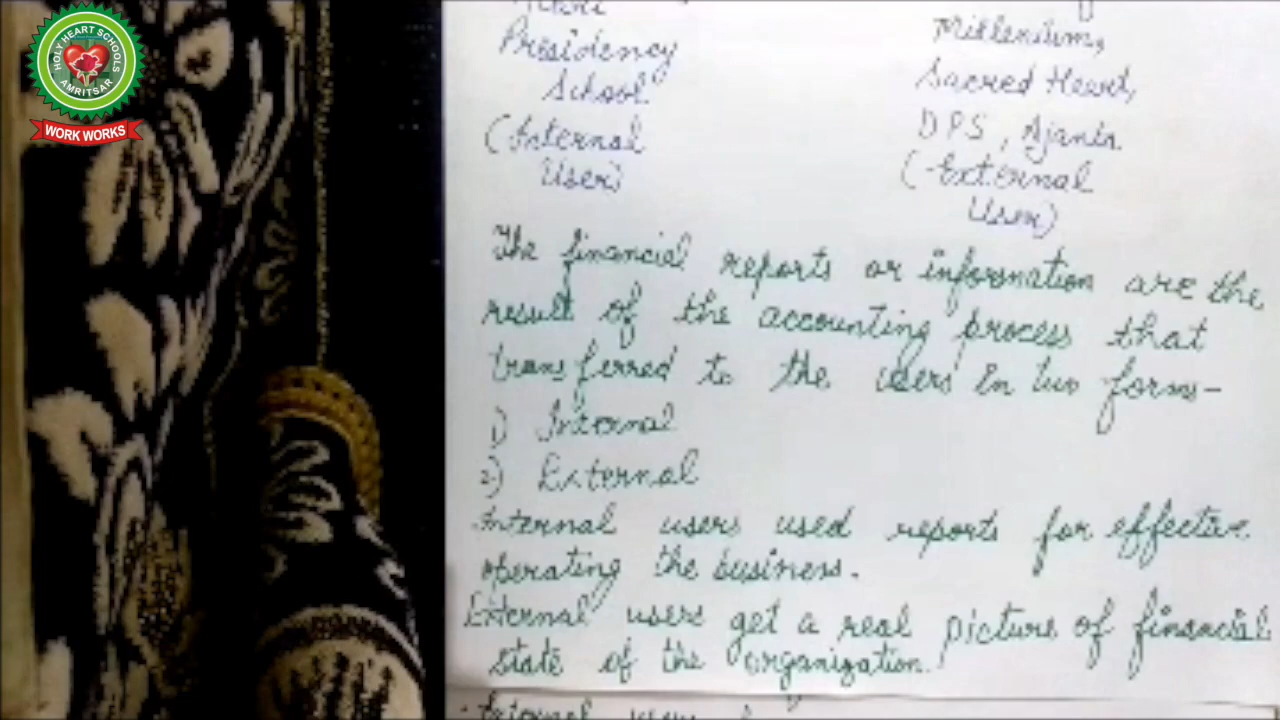 HOLY HEART SCHOOLS
AMRITSAR
WORK WORKS
Presidency
School
(Internal
User)
Millenium,
Sacred Heart,
DPS, Ajanta
(External
User)
The financial reports or information are the
result of the accounting process that
transferred to the users in two forms-
1) Internal
2) External
Internal users used reports for effective
operating the business.
External users get a real picture of financial
state of the organization.